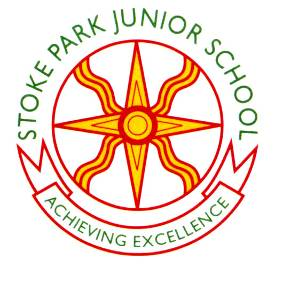 STOKE PARK JUNIOR SCHOOL
ACHIEVING EXCELLENCE